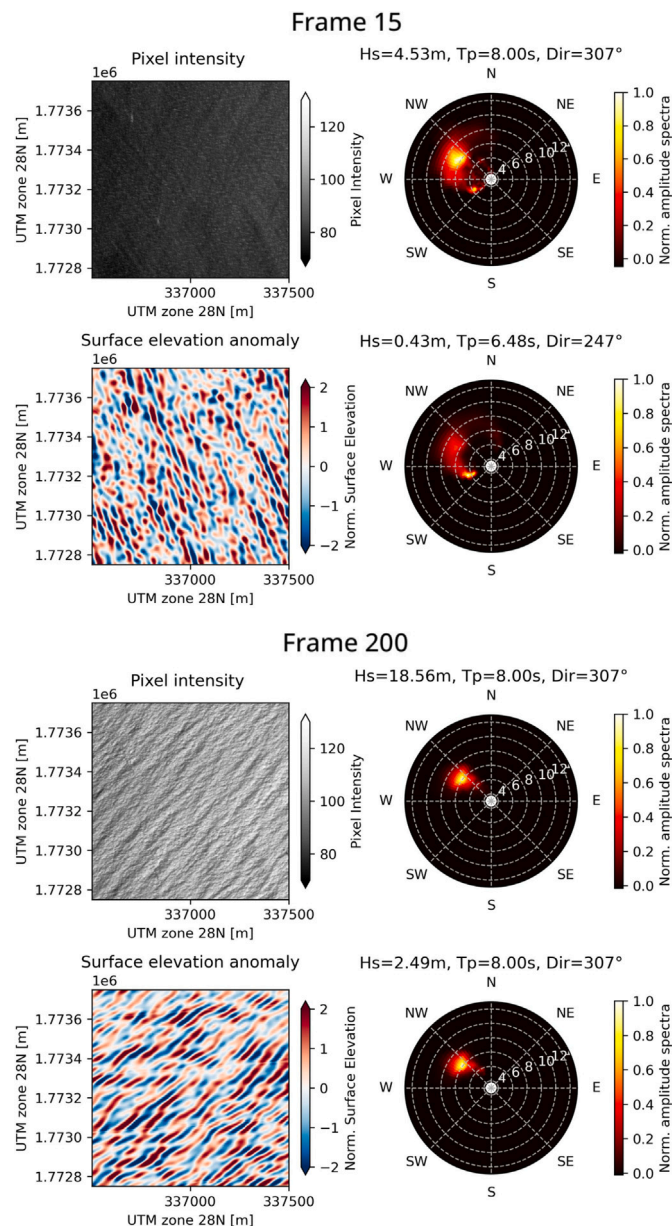 Frame 15
Pixel intensity
1e6
1.7736
1.7734
1.7732
1.7730
1.7728
UTM zone 28N [m]
337000 337500
UTM zone 28N [m]
120
100
80
Pixel Intensity
Hs=4.53m, Tp=8.00s, Dir=307°
N
NW NE
W 4 6 8 10 12 E
SW SE
S
1.0
0.8
0.6
0.4
0.2
0.0
Norm. amplitude spectra
Surface elevation anomaly
1e6
1.7736
1.7734
1.7732
1.7730
1.7728
UTM zone 28N [m]
337000 337500
UTM zone 28N [m]
2
1
0
−1
−2
Norm. Surface Elevation
Hs=0.43m, Tp=6.48s, Dir=247°
N
NW NE
W 4 6 8 10 12 E
SW SE
S
1.0
0.8
0.6
0.4
0.2
0.0
Norm. amplitude spectra
Frame 200
Pixel intensity
1e6
1.7736
1.7734
1.7732
1.7730
1.7728
UTM zone 28N [m]
337000 337500
UTM zone 28N [m]
120
100
80
Pixel Intensity
Hs=18.56m, Tp=8.00s, Dir=307°
N
NW NE
W 4 6 8 10 12 E
SW SE
S
1.0
0.8
0.6
0.4
0.2
0.0
Norm. amplitude spectra
Surface elevation anomaly
1e6
1.7736
1.7734
1.7732
1.7730
1.7728
UTM zone 28N [m]
337000 337500
UTM zone 28N [m]
2
1
0
−1
−2
Norm. Surface Elevation
Hs=2.49m, Tp=8.00s, Dir=307°
N
NW NE
W 4 6 8 10 12 E
SW SE
S
1.0
0.8
0.6
0.4
0.2
0.0
Norm. amplitude spectra